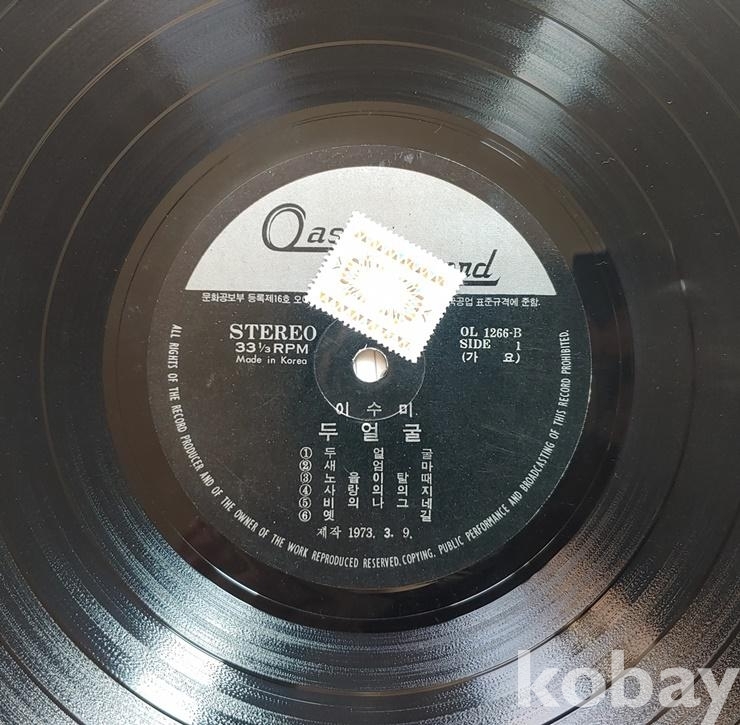 Oas
문화공보부 등록제16호
공업 표준규격에 준함.
STEREO
33 1/3 RPM
Made in Korea
OL 1266-B
SIDE 1
(가 요)
이 수 미
두 얼 굴
① 두 얼 굴
② 새 엄 마
③ 노 을 이 탈 때
④ 사 랑 의 의 지
⑤ 비 의 나 그 네
⑥ 옛 길
제작 1973. 3. 9.
ALL RIGHTS OF THE RECORD PRODUCER AND OF THE OWNER OF THE WORK REPRODUCED RESERVED. COPYING. PUBLIC PERFORMANCE AND BROADCASTING OF THIS RECORD PROHIBITED.
kobay